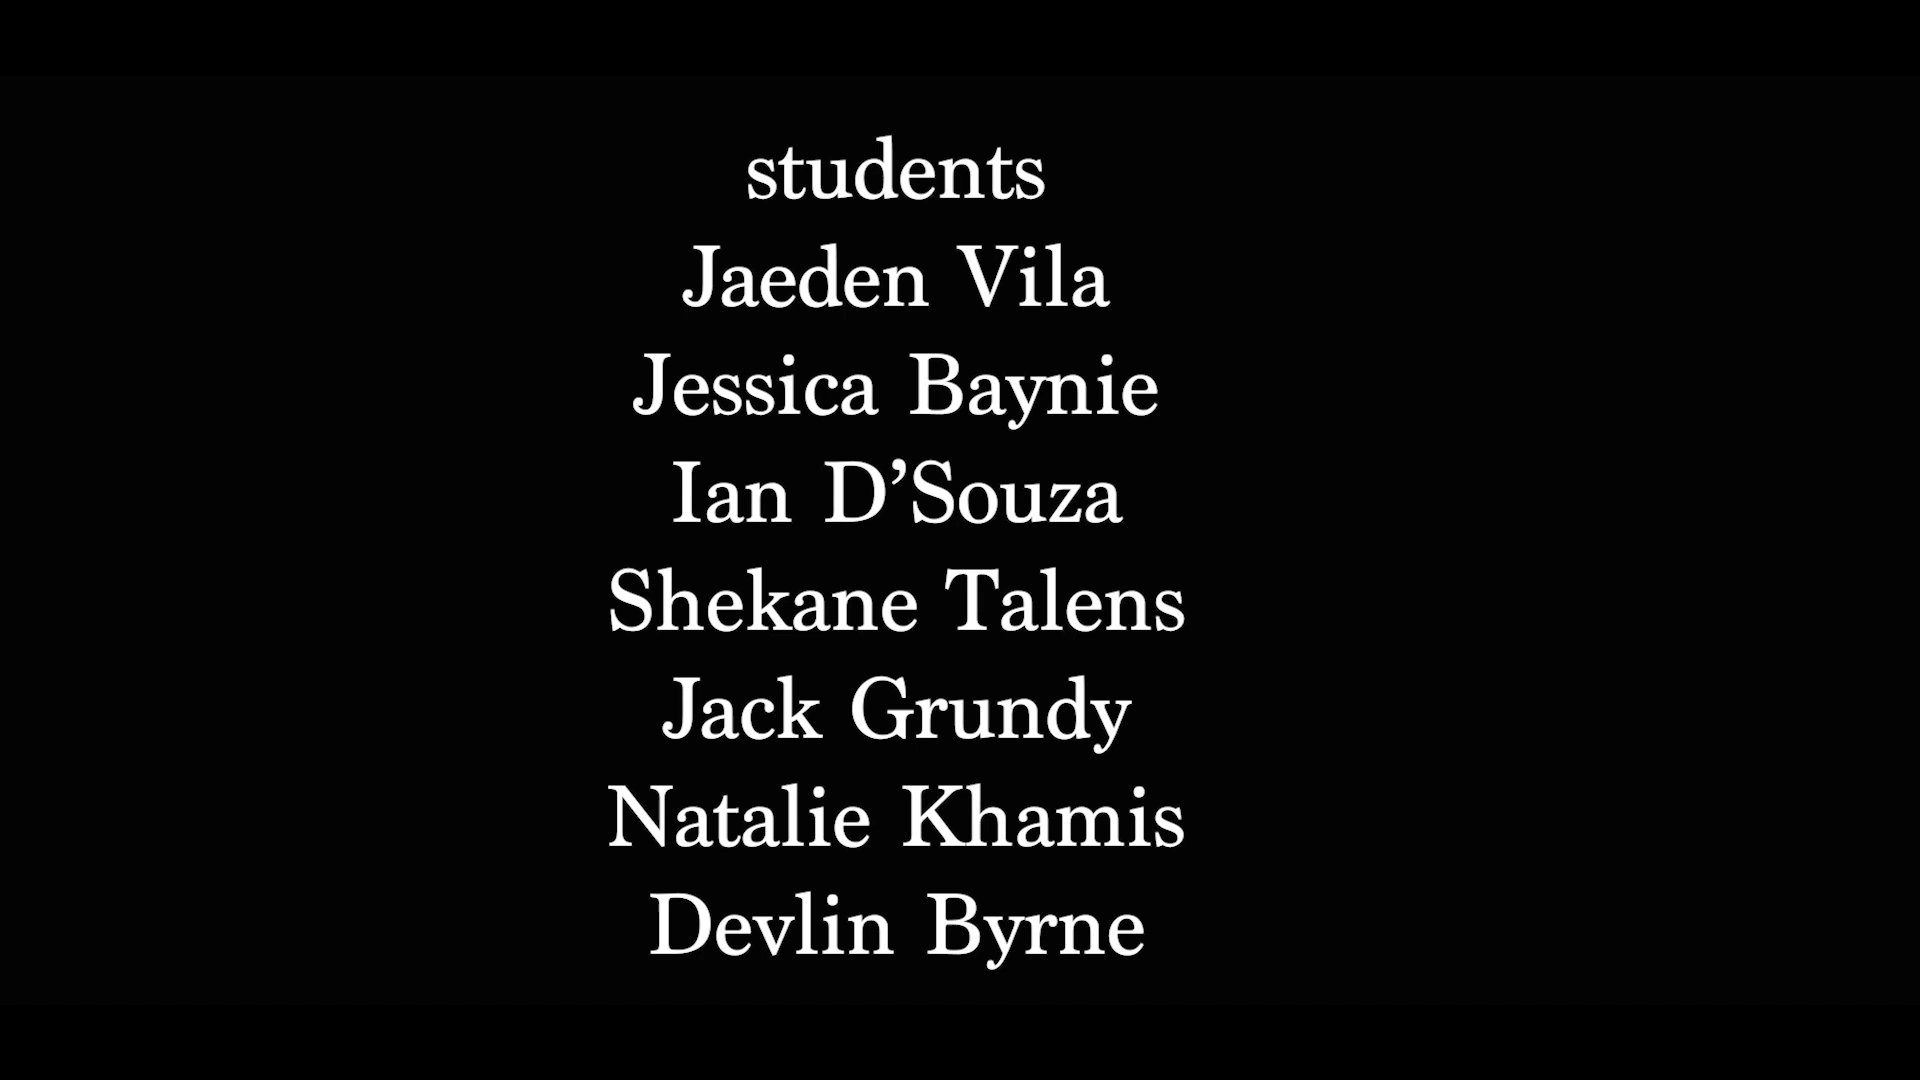 students
Jaeden Vila
Jessica Baynie
Ian D’Souza
Shekane Talens
Jack Grundy
Natalie Khamis
Devlin Byrne